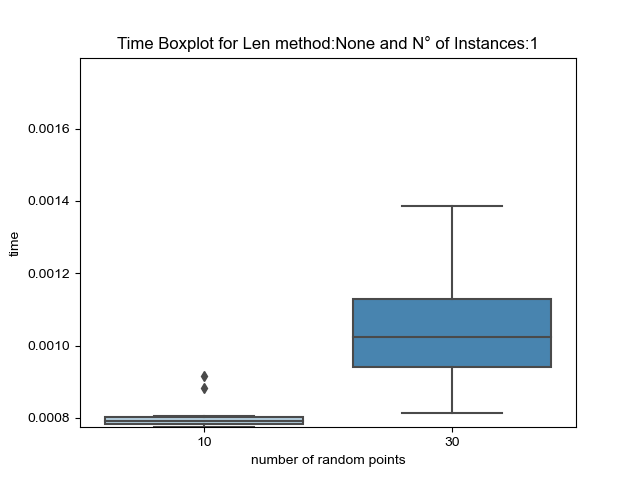 Time Boxplot for Len method:None and N° of Instances:1
0.0016
0.0014
0.0012
0.0010
0.0008
time
10
30
number of random points